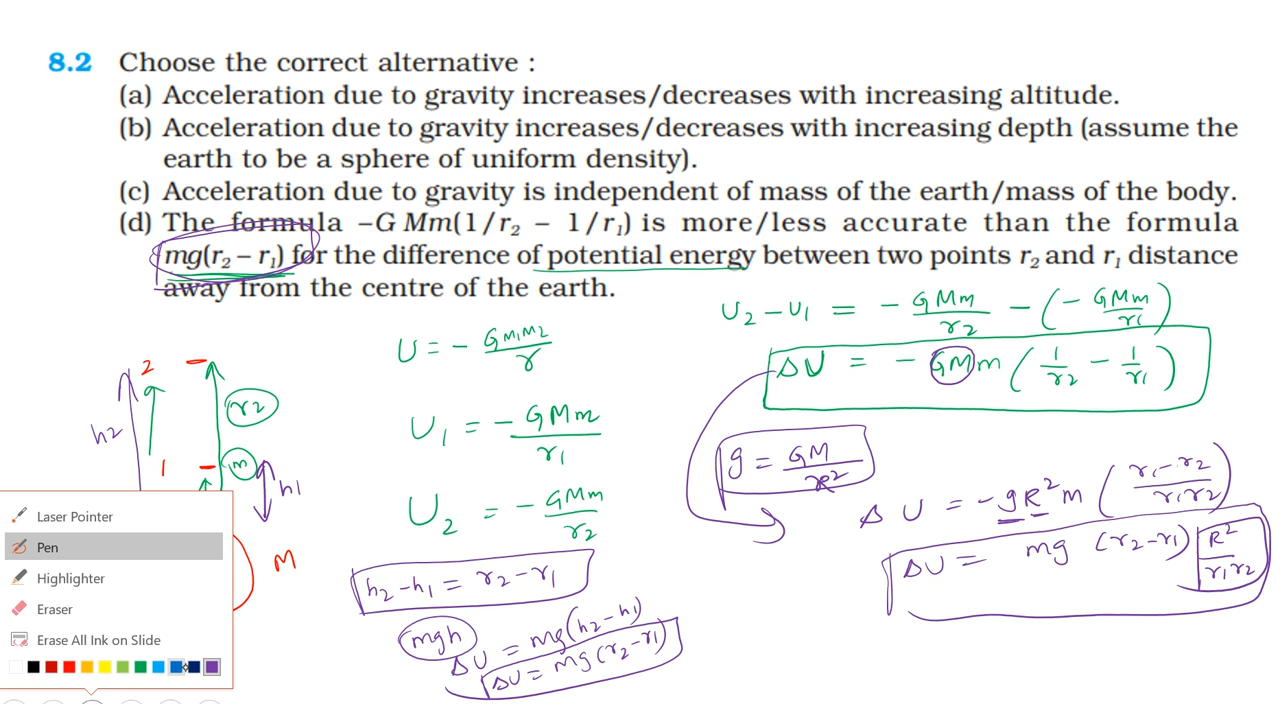 8.2 Choose the correct alternative :
(a) Acceleration due to gravity increases/decreases with increasing altitude.
(b) Acceleration due to gravity increases/decreases with increasing depth (assume the
earth to be a sphere of uniform density).
(c) Acceleration due to gravity is independent of mass of the earth/mass of the body.
(d) The formula –G Mm(1/r₂ – 1/r₁) is more/less accurate than the formula
mg(r₂ – r₁) for the difference of potential energy between two points r₂ and r₁ distance
away from the centre of the earth.
U₂ – U₁ = – GMm/r₂ – (– GMm/r₁)
ΔU = – GMm (1/r₂ – 1/r₁)
g = GM/R²
ΔU = –gR²m (r₁–r₂/r₁r₂)
ΔU = mg (r₂–r₁) R²/r₁r₂
U = – GM₁M₂/r
U₁ = – GMm/r₁
U₂ = – GMm/r₂
h₂–h₁ = r₂–r₁
mgh
ΔU = mg(h₂–h₁)
ΔU = mg(r₂–r₁)
2
r₂
h₂
1
m
h₁
M
Laser Pointer
Pen
Highlighter
Eraser
Erase All Ink on Slide